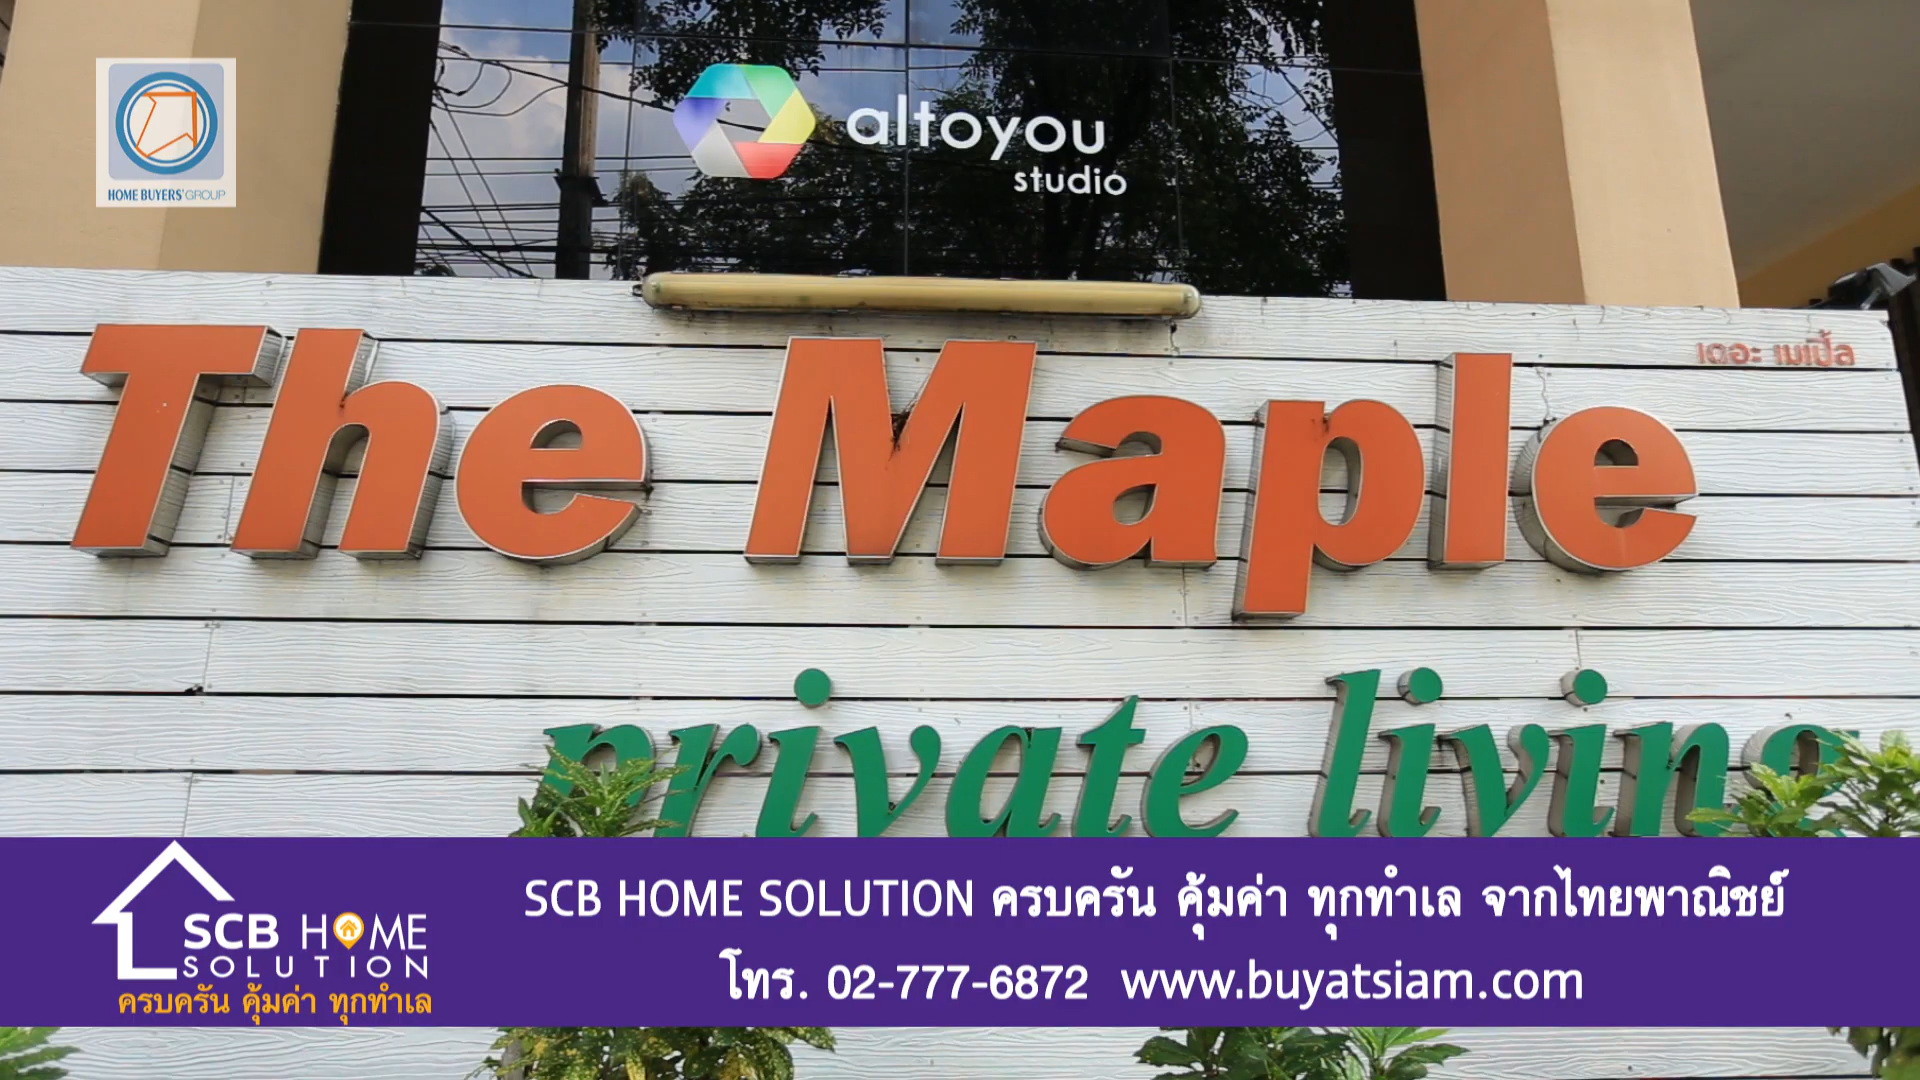 HOME BUYERS' GROUP
altoyou
studio
เดอะ เมเปิ้ล
The Maple
private living
SCB HOME
SOLUTION
ครบครัน คุ้มค่า ทุกทำเล
SCB HOME SOLUTION ครบครัน คุ้มค่า ทุกทำเล จากไทยพาณิชย์
โทร. 02-777-6872 www.buyatsiam.com